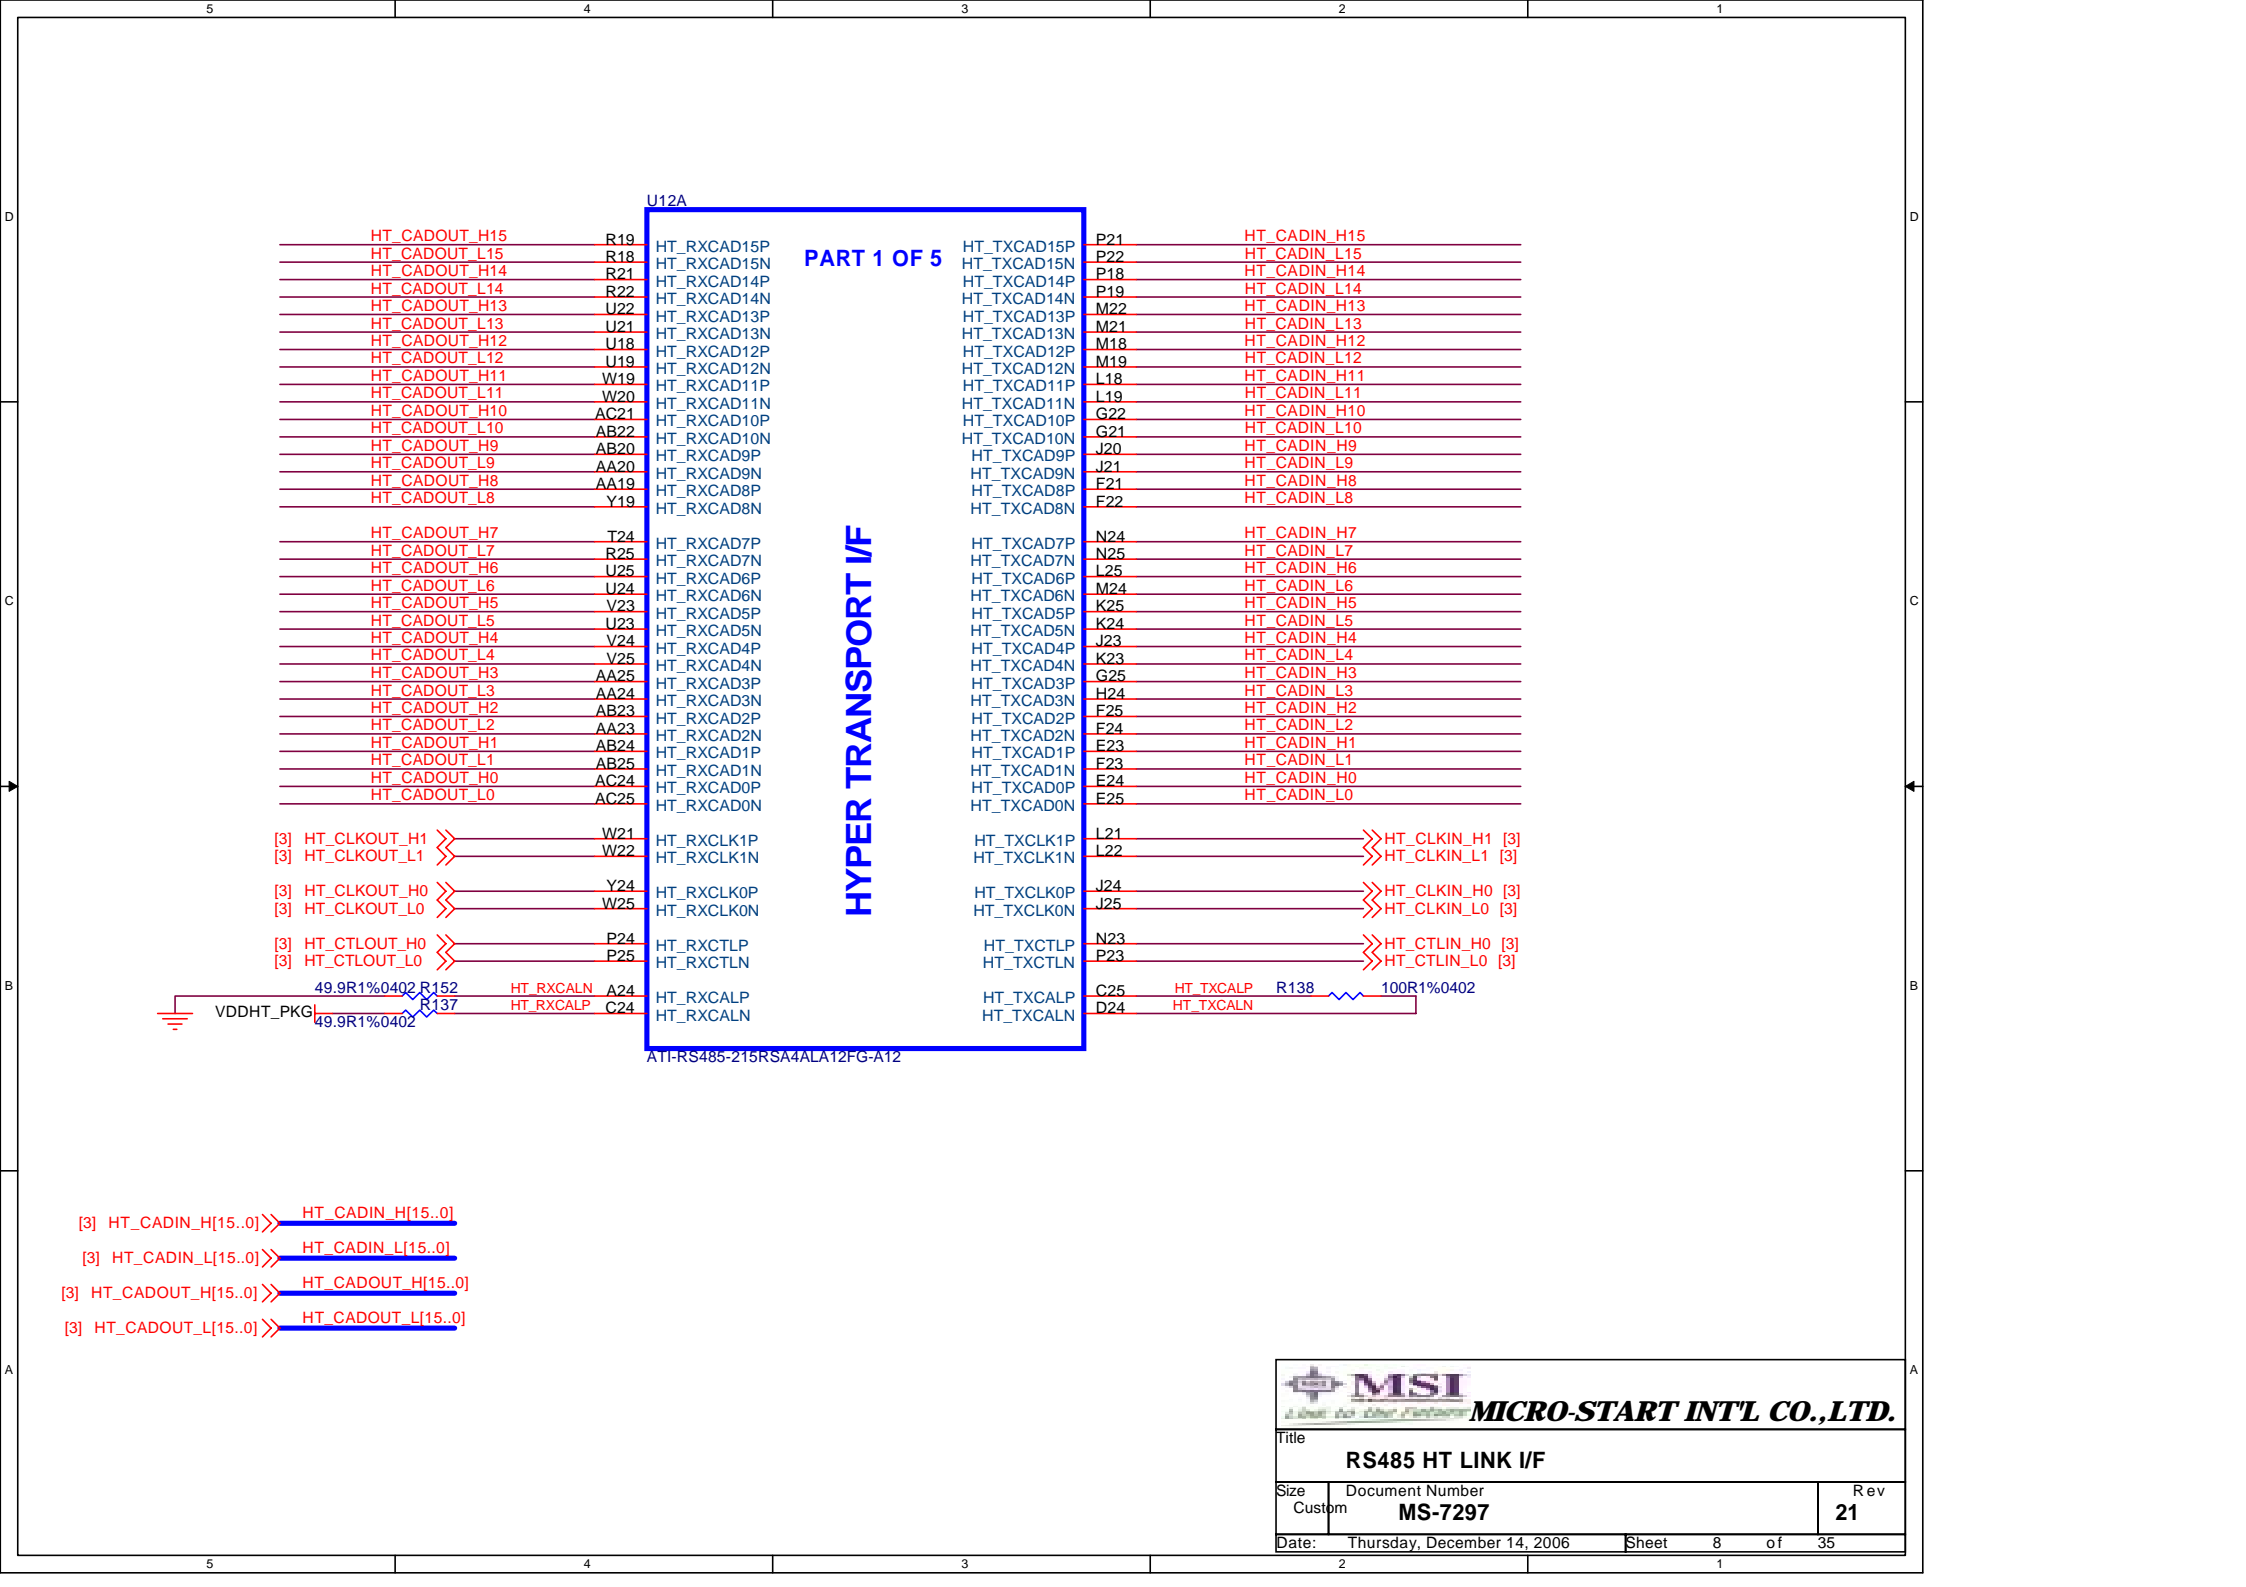 5 4 3 2 1
D D
C C
B B
A A
U12A
PART 1 OF 5
HYPER TRANSPORT I/F
HT_CADOUT_H15 R19 HT_RXCAD15P HT_TXCAD15P P21 HT_CADIN_H15
HT_CADOUT_L15 R18 HT_RXCAD15N HT_TXCAD15N P22 HT_CADIN_L15
HT_CADOUT_H14 R21 HT_RXCAD14P HT_TXCAD14P P18 HT_CADIN_H14
HT_CADOUT_L14 R22 HT_RXCAD14N HT_TXCAD14N P19 HT_CADIN_L14
HT_CADOUT_H13 U22 HT_RXCAD13P HT_TXCAD13P M22 HT_CADIN_H13
HT_CADOUT_L13 U21 HT_RXCAD13N HT_TXCAD13N M21 HT_CADIN_L13
HT_CADOUT_H12 U18 HT_RXCAD12P HT_TXCAD12P M18 HT_CADIN_H12
HT_CADOUT_L12 U19 HT_RXCAD12N HT_TXCAD12N M19 HT_CADIN_L12
HT_CADOUT_H11 W19 HT_RXCAD11P HT_TXCAD11P L18 HT_CADIN_H11
HT_CADOUT_L11 W20 HT_RXCAD11N HT_TXCAD11N L19 HT_CADIN_L11
HT_CADOUT_H10 AC21 HT_RXCAD10P HT_TXCAD10P G22 HT_CADIN_H10
HT_CADOUT_L10 AB22 HT_RXCAD10N HT_TXCAD10N G21 HT_CADIN_L10
HT_CADOUT_H9 AB20 HT_RXCAD9P HT_TXCAD9P J20 HT_CADIN_H9
HT_CADOUT_L9 AA20 HT_RXCAD9N HT_TXCAD9N J21 HT_CADIN_L9
HT_CADOUT_H8 AA19 HT_RXCAD8P HT_TXCAD8P F21 HT_CADIN_H8
HT_CADOUT_L8 Y19 HT_RXCAD8N HT_TXCAD8N F22 HT_CADIN_L8
HT_CADOUT_H7 T24 HT_RXCAD7P HT_TXCAD7P N24 HT_CADIN_H7
HT_CADOUT_L7 R25 HT_RXCAD7N HT_TXCAD7N N25 HT_CADIN_L7
HT_CADOUT_H6 U25 HT_RXCAD6P HT_TXCAD6P L25 HT_CADIN_H6
HT_CADOUT_L6 U24 HT_RXCAD6N HT_TXCAD6N M24 HT_CADIN_L6
HT_CADOUT_H5 V23 HT_RXCAD5P HT_TXCAD5P K25 HT_CADIN_H5
HT_CADOUT_L5 U23 HT_RXCAD5N HT_TXCAD5N K24 HT_CADIN_L5
HT_CADOUT_H4 V24 HT_RXCAD4P HT_TXCAD4P J23 HT_CADIN_H4
HT_CADOUT_L4 V25 HT_RXCAD4N HT_TXCAD4N K23 HT_CADIN_L4
HT_CADOUT_H3 AA25 HT_RXCAD3P HT_TXCAD3P G25 HT_CADIN_H3
HT_CADOUT_L3 AA24 HT_RXCAD3N HT_TXCAD3N H24 HT_CADIN_L3
HT_CADOUT_H2 AB23 HT_RXCAD2P HT_TXCAD2P F25 HT_CADIN_H2
HT_CADOUT_L2 AA23 HT_RXCAD2N HT_TXCAD2N F24 HT_CADIN_L2
HT_CADOUT_H1 AB24 HT_RXCAD1P HT_TXCAD1P E23 HT_CADIN_H1
HT_CADOUT_L1 AB25 HT_RXCAD1N HT_TXCAD1N F23 HT_CADIN_L1
HT_CADOUT_H0 AC24 HT_RXCAD0P HT_TXCAD0P E24 HT_CADIN_H0
HT_CADOUT_L0 AC25 HT_RXCAD0N HT_TXCAD0N E25 HT_CADIN_L0
[3] HT_CLKOUT_H1 W21 HT_RXCLK1P HT_TXCLK1P L21 HT_CLKIN_H1 [3]
[3] HT_CLKOUT_L1 W22 HT_RXCLK1N HT_TXCLK1N L22 HT_CLKIN_L1 [3]
[3] HT_CLKOUT_H0 Y24 HT_RXCLK0P HT_TXCLK0P J24 HT_CLKIN_H0 [3]
[3] HT_CLKOUT_L0 W25 HT_RXCLK0N HT_TXCLK0N J25 HT_CLKIN_L0 [3]
[3] HT_CTLOUT_H0 P24 HT_RXCTLP HT_TXCTLP N23 HT_CTLIN_H0 [3]
[3] HT_CTLOUT_L0 P25 HT_RXCTLN HT_TXCTLN P23 HT_CTLIN_L0 [3]
49.9R1%0402 R152 HT_RXCALN A24 HT_RXCALP HT_TXCALP C25 HT_TXCALP R138 100R1%0402
VDDHT_PKG 49.9R1%0402 R137 HT_RXCALP C24 HT_RXCALN HT_TXCALN D24 HT_TXCALN
ATI-RS485-215RSA4ALA12FG-A12
[3] HT_CADIN_H[15..0] HT_CADIN_H[15..0]
[3] HT_CADIN_L[15..0] HT_CADIN_L[15..0]
[3] HT_CADOUT_H[15..0] HT_CADOUT_H[15..0]
[3] HT_CADOUT_L[15..0] HT_CADOUT_L[15..0]
MSI
Link to the Future
MICRO-START INT'L CO.,LTD.
Title
RS485 HT LINK I/F
Size Document Number Rev
Custom MS-7297 21
Date: Thursday, December 14, 2006 Sheet 8 of 35
5 4 3 2 1